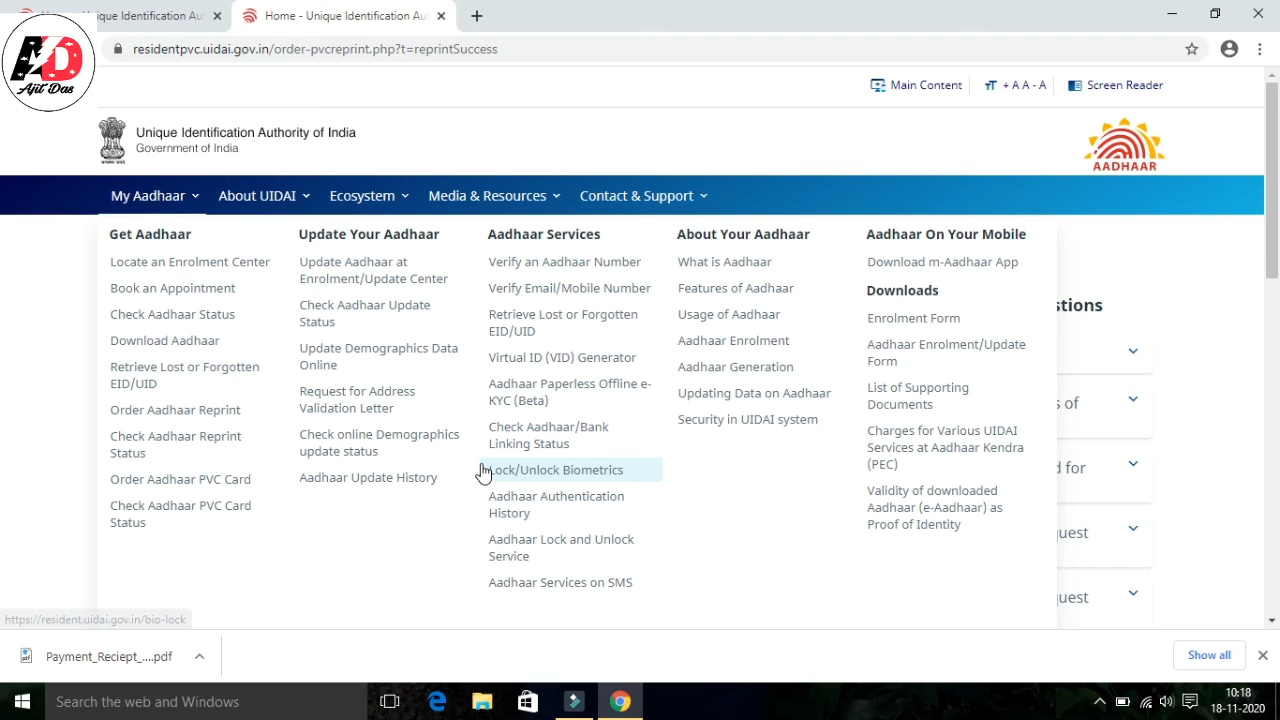 Unique Identification Aut
Home - Unique Identification Aut
residentpvc.uidai.gov.in/order-pvcreprint.php?t=reprintSuccess
AD
Ajit Das
Main Content
+ A A - A
Screen Reader
Unique Identification Authority of India
Government of India
AADHAAR
My Aadhaar
About UIDAI
Ecosystem
Media & Resources
Contact & Support
Get Aadhaar
Locate an Enrolment Center
Book an Appointment
Check Aadhaar Status
Download Aadhaar
Retrieve Lost or Forgotten
EID/UID
Order Aadhaar Reprint
Check Aadhaar Reprint
Status
Order Aadhaar PVC Card
Check Aadhaar PVC Card
Status
Update Your Aadhaar
Update Aadhaar at
Enrolment/Update Center
Check Aadhaar Update
Status
Update Demographics Data
Online
Request for Address
Validation Letter
Check online Demographics
update status
Aadhaar Update History
Aadhaar Services
Verify an Aadhaar Number
Verify Email/Mobile Number
Retrieve Lost or Forgotten
EID/UID
Virtual ID (VID) Generator
Aadhaar Paperless Offline e-
KYC (Beta)
Check Aadhaar/Bank
Linking Status
Lock/Unlock Biometrics
Aadhaar Authentication
History
Aadhaar Lock and Unlock
Service
Aadhaar Services on SMS
About Your Aadhaar
What is Aadhaar
Features of Aadhaar
Usage of Aadhaar
Aadhaar Enrolment
Aadhaar Generation
Updating Data on Aadhaar
Security in UIDAI system
Aadhaar On Your Mobile
Download m-Aadhaar App
Downloads
Enrolment Form
Aadhaar Enrolment/Update
Form
List of Supporting
Documents
Charges for Various UIDAI
Services at Aadhaar Kendra
(PEC)
Validity of downloaded
Aadhaar (e-Aadhaar) as
Proof of Identity
stions
s of
d for
uest
uest
https://resident.uidai.gov.in/bio-lock
Payment_Reciept_....pdf
Show all
Search the web and Windows
10:18
18-11-2020